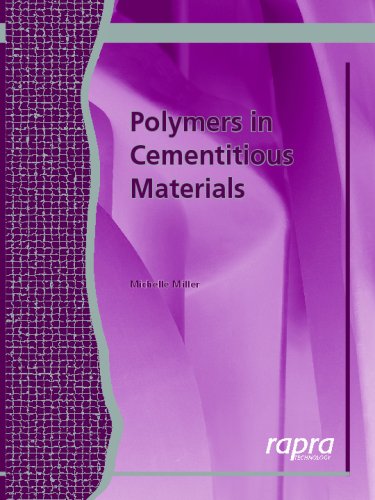 Polymers in
Cementitious
Materials
Michelle Miller
rapra
TECHNOLOGY